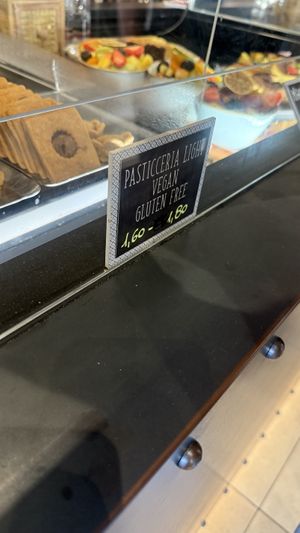 PASTICCERIA LIGHT
VEGAN
GLUTEN FREE
1,60 - 1,80